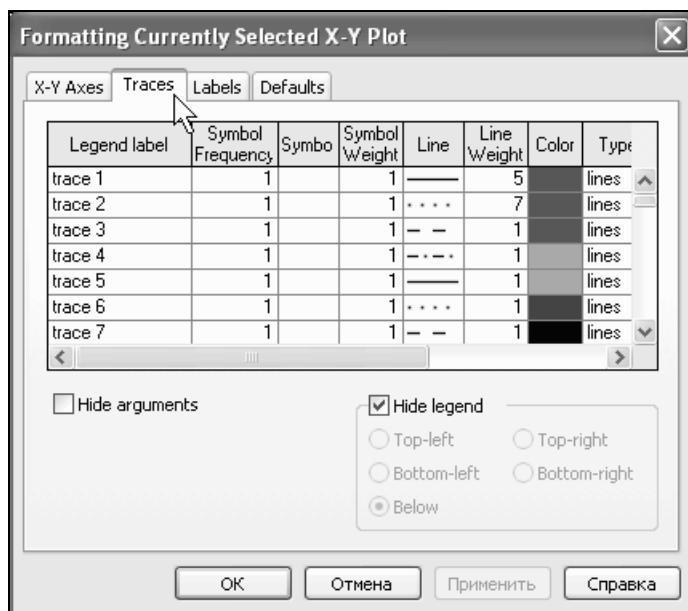 Formatting Currently Selected X-Y Plot
X-Y Axes Traces Labels Defaults
Legend label Symbol Frequency Symbo Symbol Weight Line Line Weight Color Type
trace 1 1 1 5 lines
trace 2 1 1 7 lines
trace 3 1 1 1 lines
trace 4 1 1 1 lines
trace 5 1 1 1 lines
trace 6 1 1 1 lines
trace 7 1 1 1 lines
Hide arguments Hide legend
Top-left Top-right
Bottom-left Bottom-right
Below
ОК Отмена Применить Справка